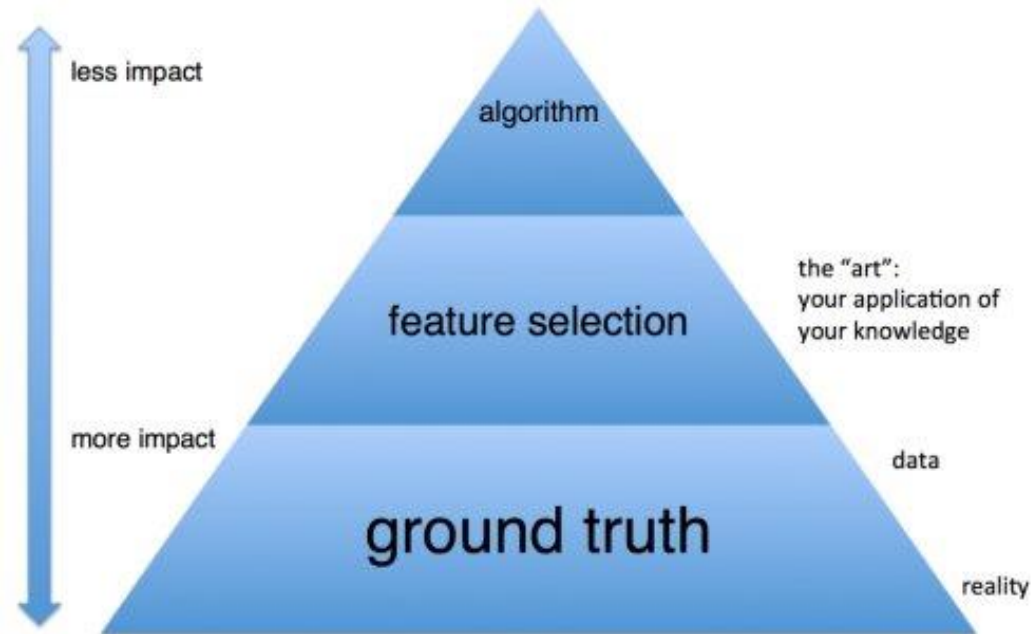 less impact
algorithm
the “art”:
your application of
your knowledge
feature selection
more impact
data
ground truth
reality